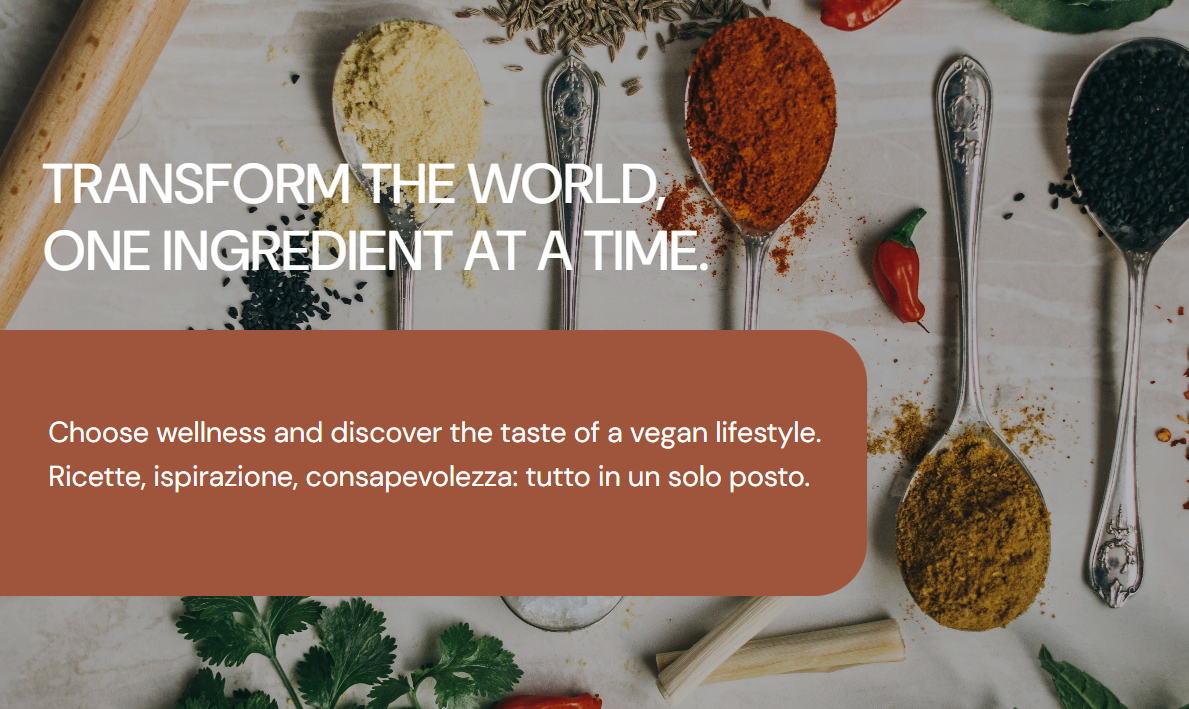 TRANSFORM THE WORLD,
ONE INGREDIENT AT A TIME.
Choose wellness and discover the taste of a vegan lifestyle.
Ricette, ispirazione, consapevolezza: tutto in un solo posto.